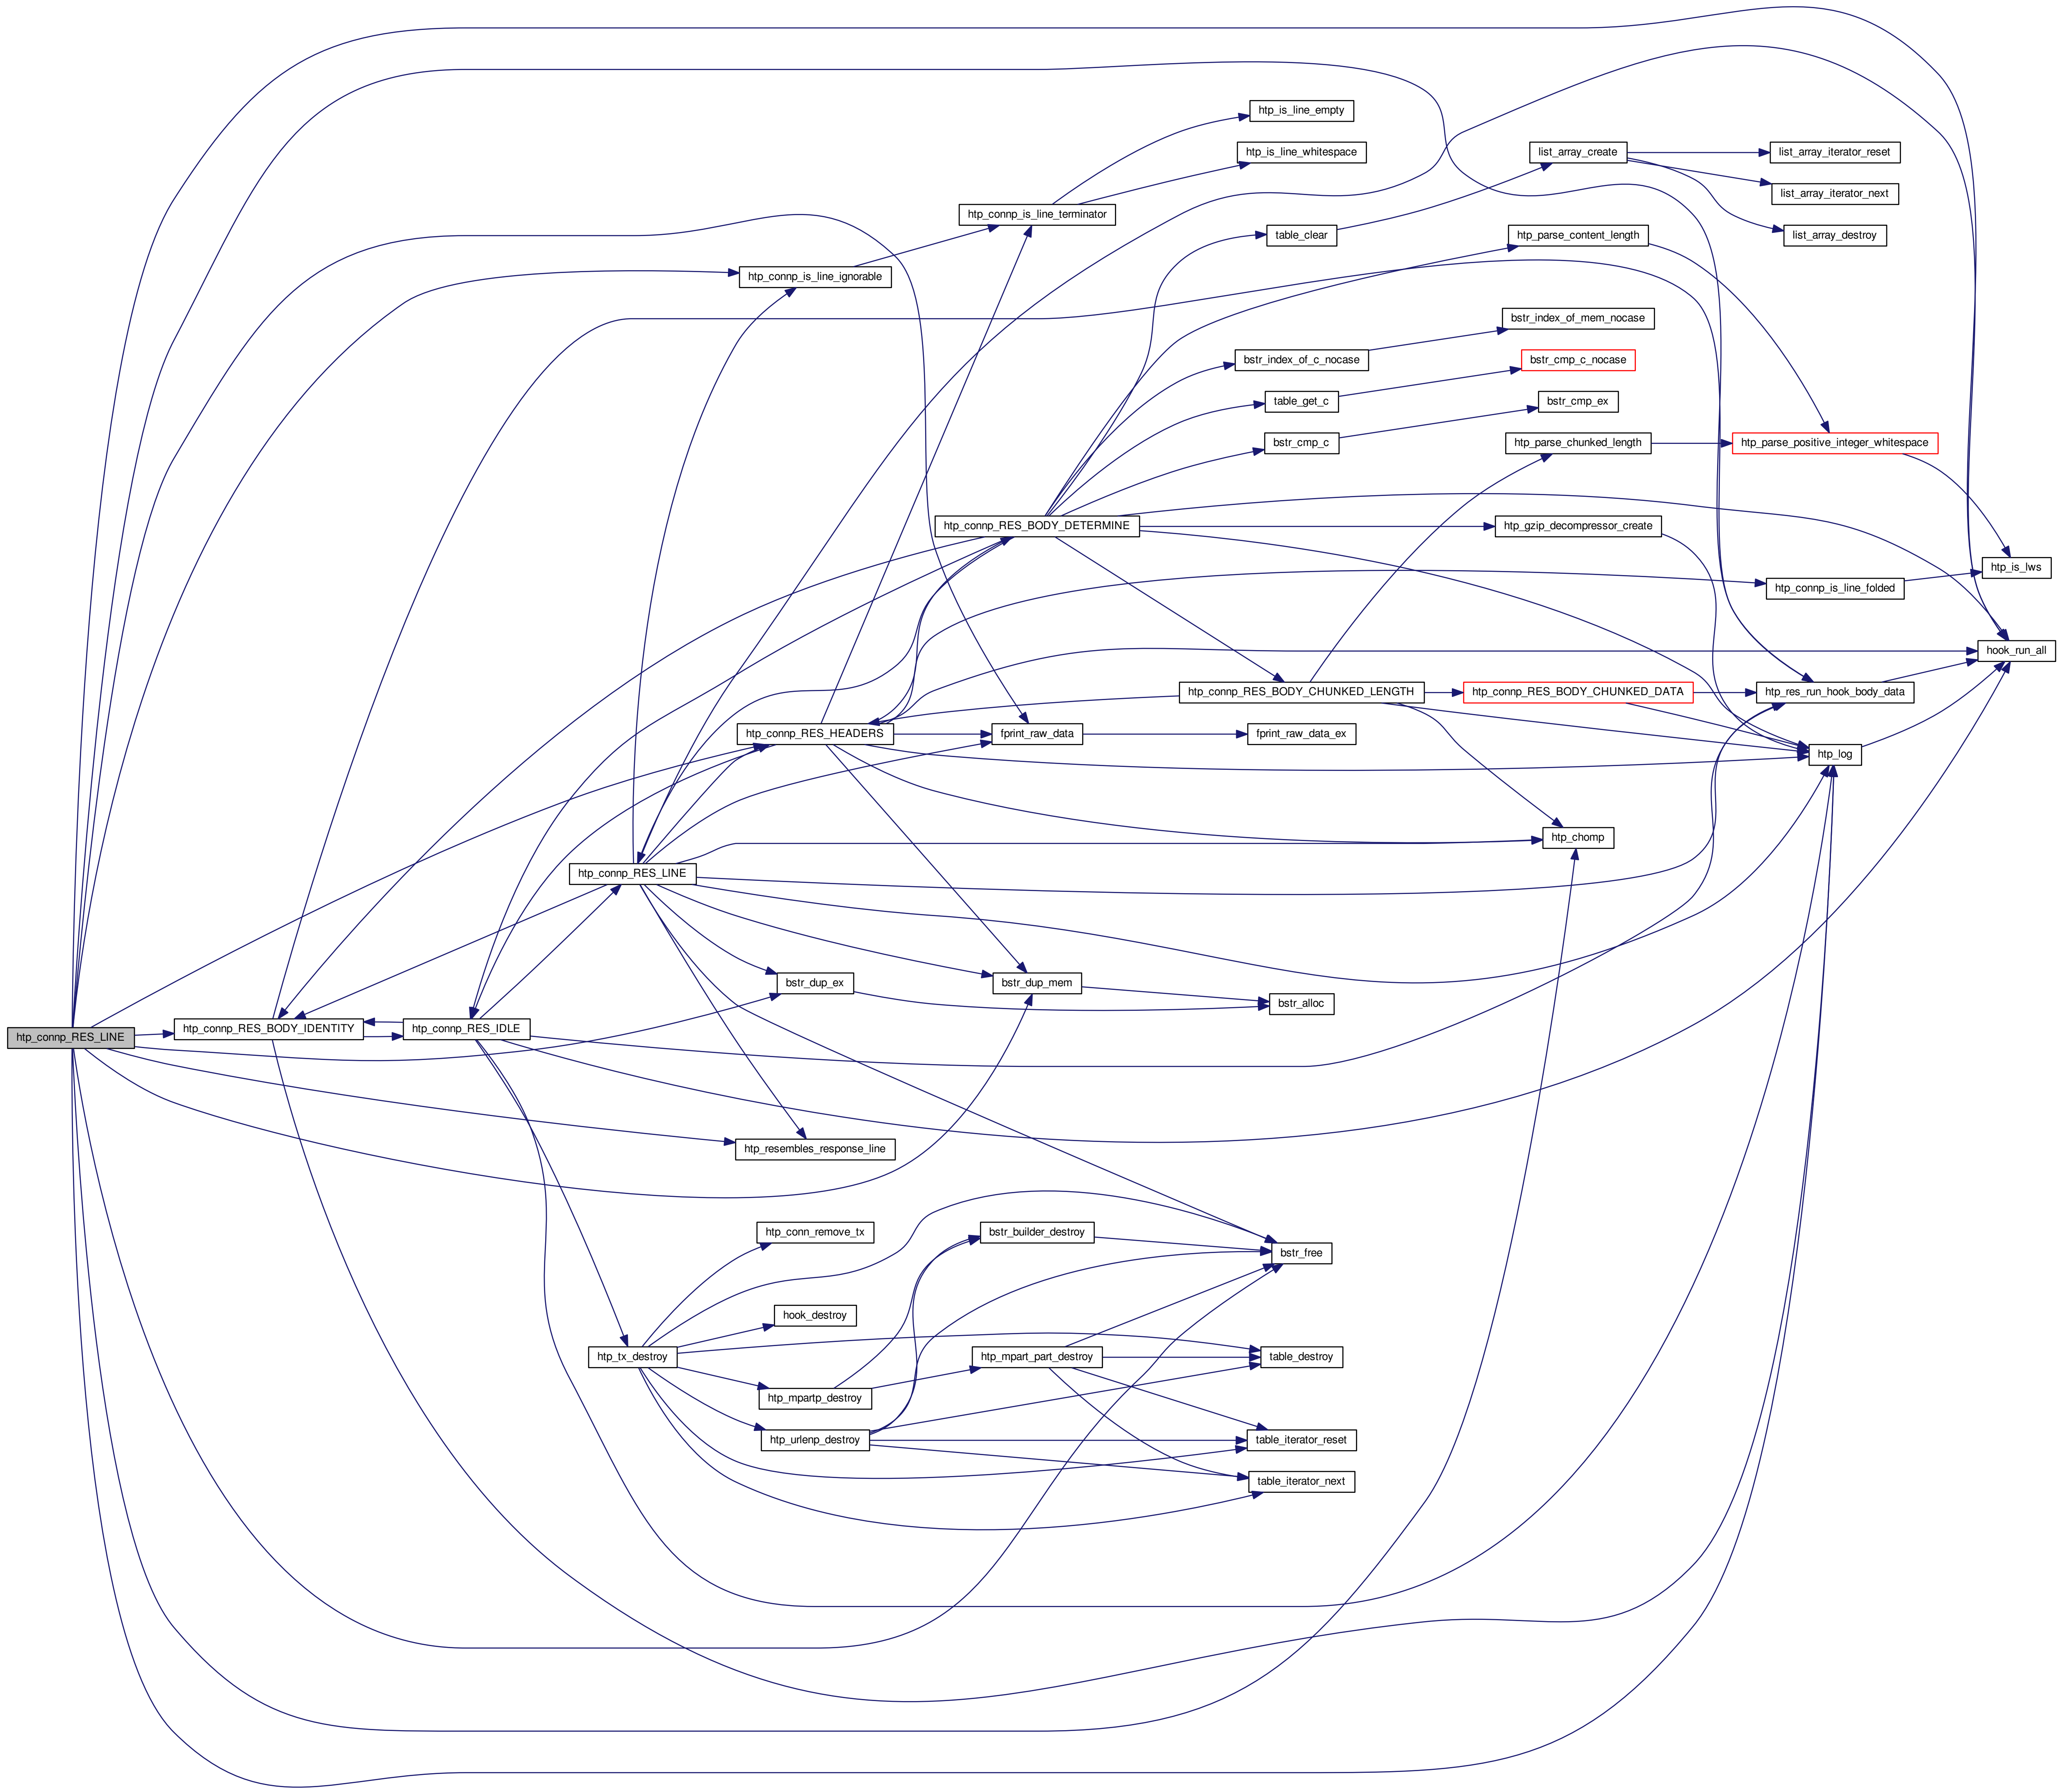 htp_is_line_empty
htp_is_line_whitespace
list_array_create
list_array_iterator_reset
list_array_iterator_next
htp_connp_is_line_terminator
table_clear
htp_parse_content_length
list_array_destroy
htp_connp_is_line_ignorable
bstr_index_of_mem_nocase
bstr_index_of_c_nocase
bstr_cmp_c_nocase
table_get_c
bstr_cmp_ex
bstr_cmp_c
htp_parse_chunked_length
htp_parse_positive_integer_whitespace
htp_connp_RES_BODY_DETERMINE
htp_gzip_decompressor_create
htp_is_lws
htp_connp_is_line_folded
hook_run_all
htp_connp_RES_BODY_CHUNKED_LENGTH
htp_connp_RES_BODY_CHUNKED_DATA
htp_res_run_hook_body_data
htp_connp_RES_HEADERS
fprint_raw_data
fprint_raw_data_ex
htp_log
htp_chomp
htp_connp_RES_LINE
bstr_dup_ex
bstr_dup_mem
bstr_alloc
htp_connp_RES_LINE
htp_connp_RES_BODY_IDENTITY
htp_connp_RES_IDLE
htp_resembles_response_line
htp_conn_remove_tx
bstr_builder_destroy
bstr_free
hook_destroy
htp_tx_destroy
htp_mpart_part_destroy
table_destroy
htp_mpartp_destroy
htp_urlenp_destroy
table_iterator_reset
table_iterator_next